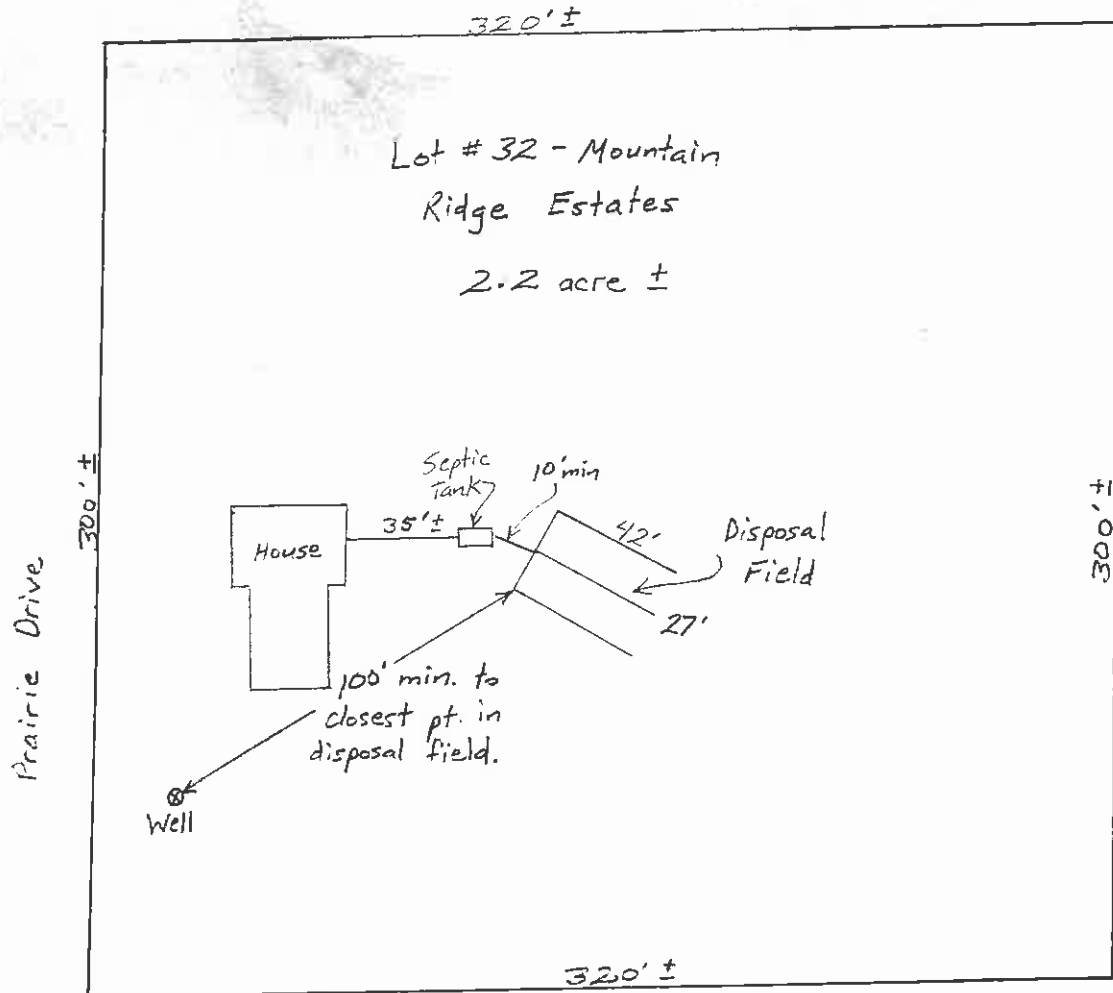 320' ±
Lot # 32 - Mountain
Ridge Estates
2.2 acre ±
300' ±
Prairie Drive
House
35' ±
Septic
Tank
10' min
42'
27'
Disposal
Field
300' ±
100' min. to
closest pt. in
disposal field.
Well
320' ±